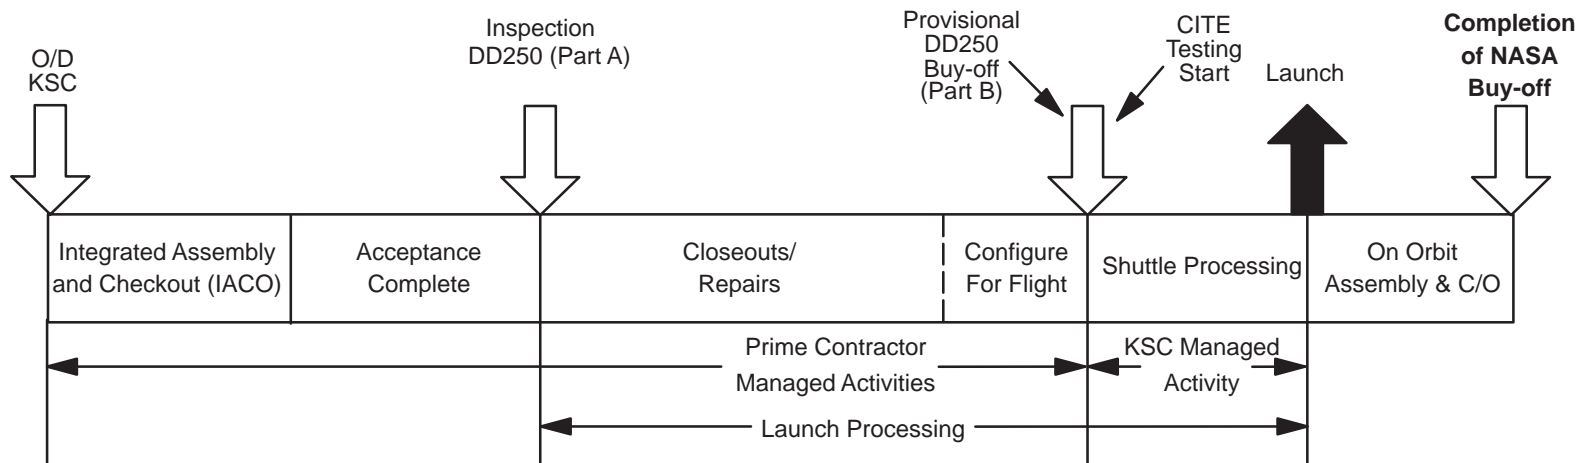 O/D
KSC
Inspection
DD250 (Part A)
Provisional
DD250
Buy-off
(Part B)
CITE
Testing
Start
Launch
Completion
of NASA
Buy-off
Integrated Assembly
and Checkout (IACO)
Acceptance
Complete
Closeouts/
Repairs
Configure
For Flight
Shuttle Processing
On Orbit
Assembly & C/O
Prime Contractor
Managed Activities
KSC Managed
Activity
Launch Processing